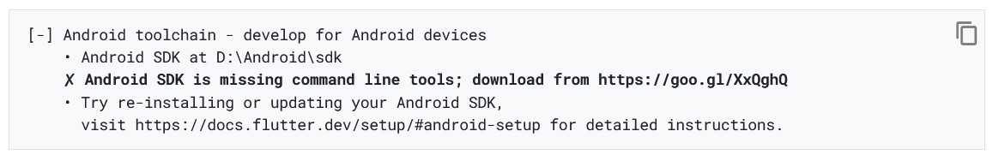 [-] Android toolchain - develop for Android devices
• Android SDK at D:\Android\sdk
✗ Android SDK is missing command line tools; download from https://goo.gl/XxQghQ
• Try re-installing or updating your Android SDK,
visit https://docs.flutter.dev/setup/#android-setup for detailed instructions.